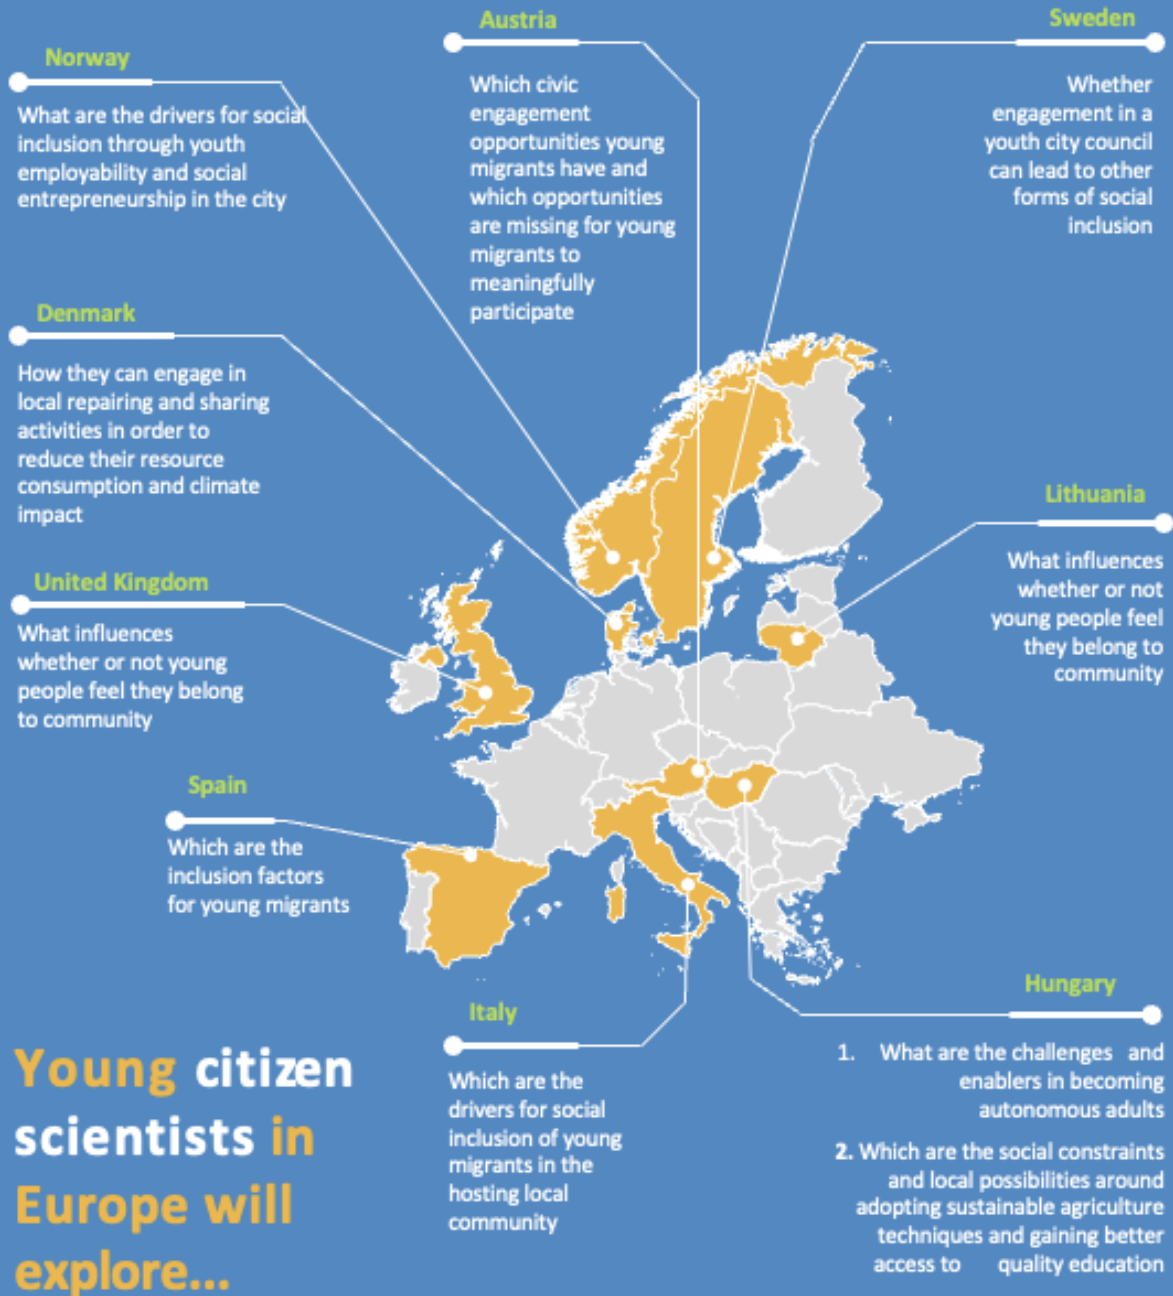 Austria
Which civic
engagement
opportunities young
migrants have and
which opportunities
are missing for young
migrants to
meaningfully
participate
Sweden
Whether
engagement in a
youth city council
can lead to other
forms of social
inclusion
Norway
What are the drivers for social
inclusion through youth
employability and social
entrepreneurship in the city
Denmark
How they can engage in
local repairing and sharing
activities in order to
reduce their resource
consumption and climate
impact
Lithuania
What influences
whether or not
young people feel
they belong to
community
United Kingdom
What influences
whether or not young
people feel they belong
to community
Spain
Which are the
inclusion factors
for young migrants
Italy
Which are the
drivers for social
inclusion of young
migrants in the
hosting local
community
Hungary
1. What are the challenges and
enablers in becoming
autonomous adults
2. Which are the social constraints
and local possibilities around
adopting sustainable agriculture
techniques and gaining better
access to quality education
Young citizen
scientists in
Europe will
explore...